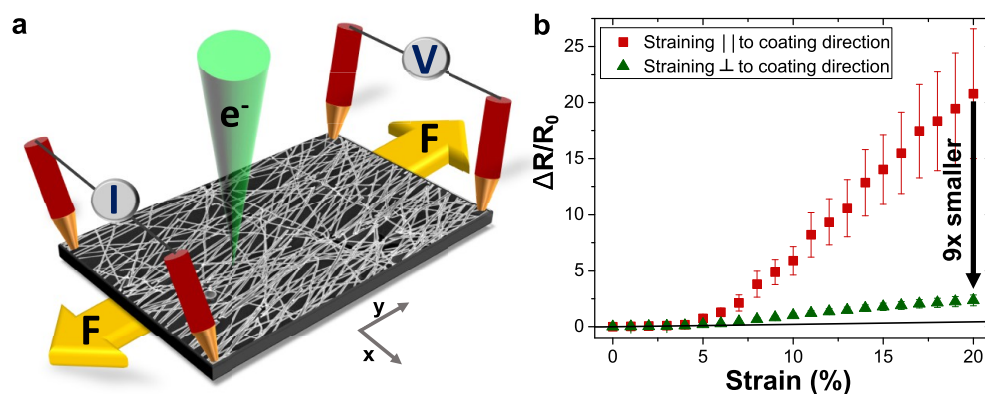 a
V
e-
F
I
F
y
x
b
Straining || to coating direction
Straining ⊥ to coating direction
25
20
15
10
5
0
ΔR/R0
9x smaller
0 5 10 15 20
Strain (%)